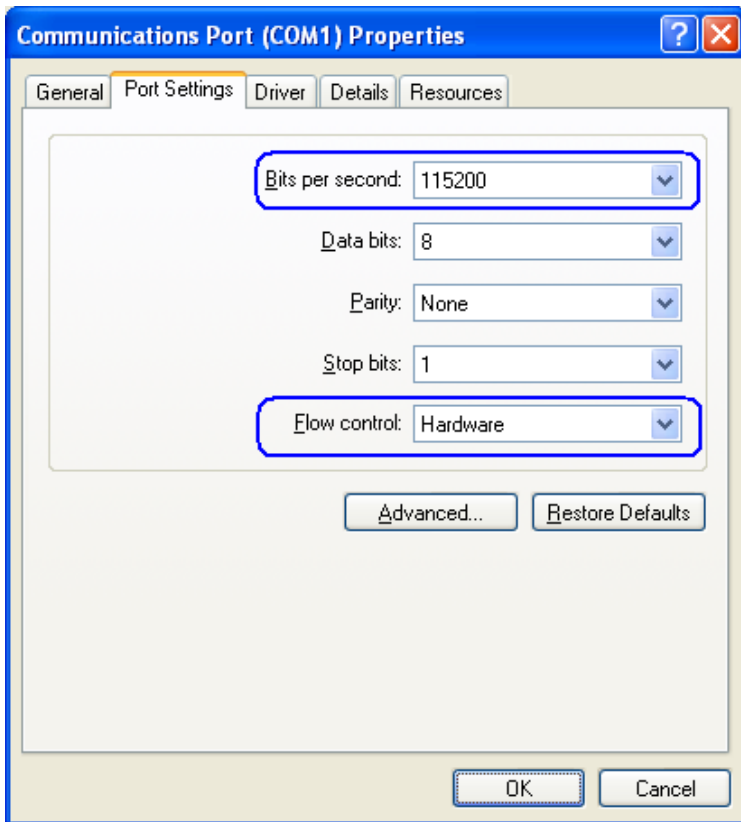 Communications Port (COM1) Properties
General Port Settings Driver Details Resources
Bits per second: 115200
Data bits: 8
Parity: None
Stop bits: 1
Flow control: Hardware
Advanced... Restore Defaults
OK Cancel